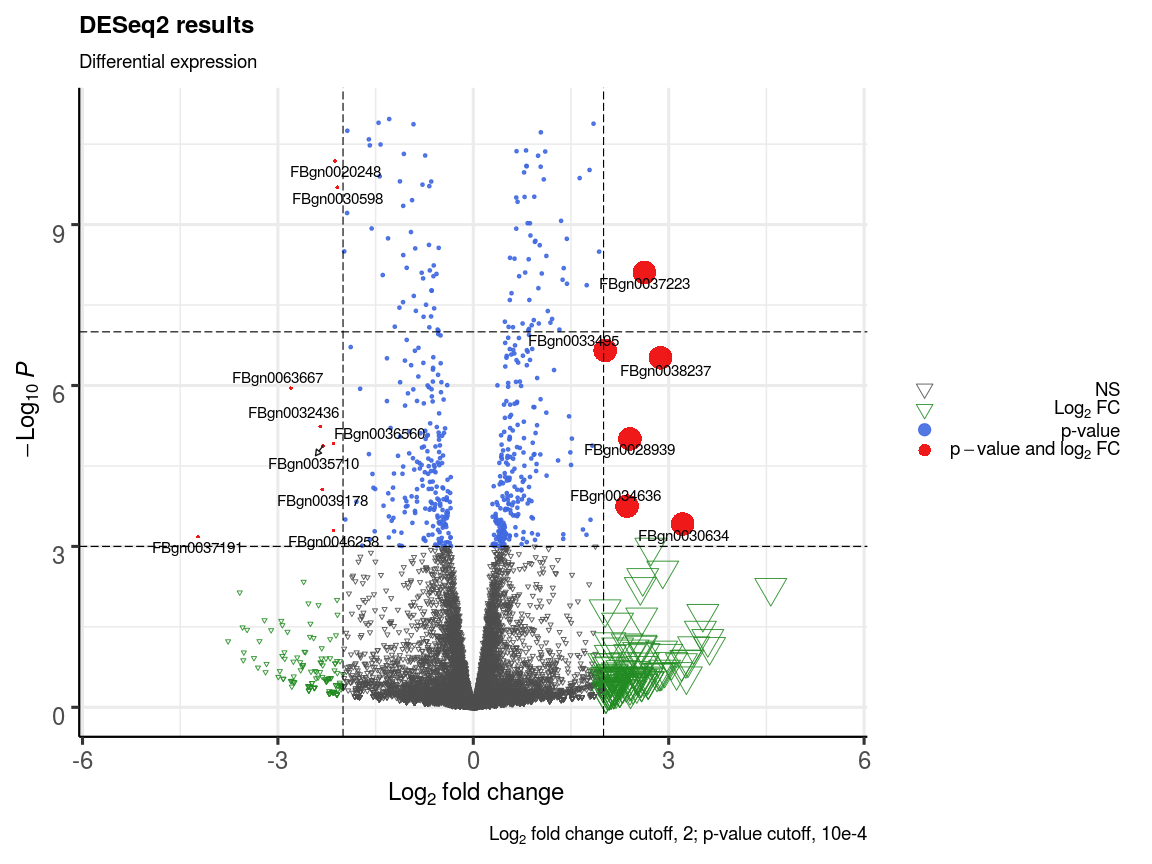 DESeq2 results
Differential expression
−Log₁₀ P
9
6
3
0
FBgn0020248
FBgn0030598
FBgn0037223
FBgn0033495
FBgn0038237
FBgn0063667
FBgn0032436
FBgn0036560
FBgn0028939
FBgn0035710
FBgn0039178
FBgn0034636
FBgn0046258
FBgn0030634
FBgn0037191
NS
Log₂ FC
p-value
p − value and log₂ FC
-6 -3 0 3 6
Log₂ fold change
Log₂ fold change cutoff, 2; p-value cutoff, 10e-4